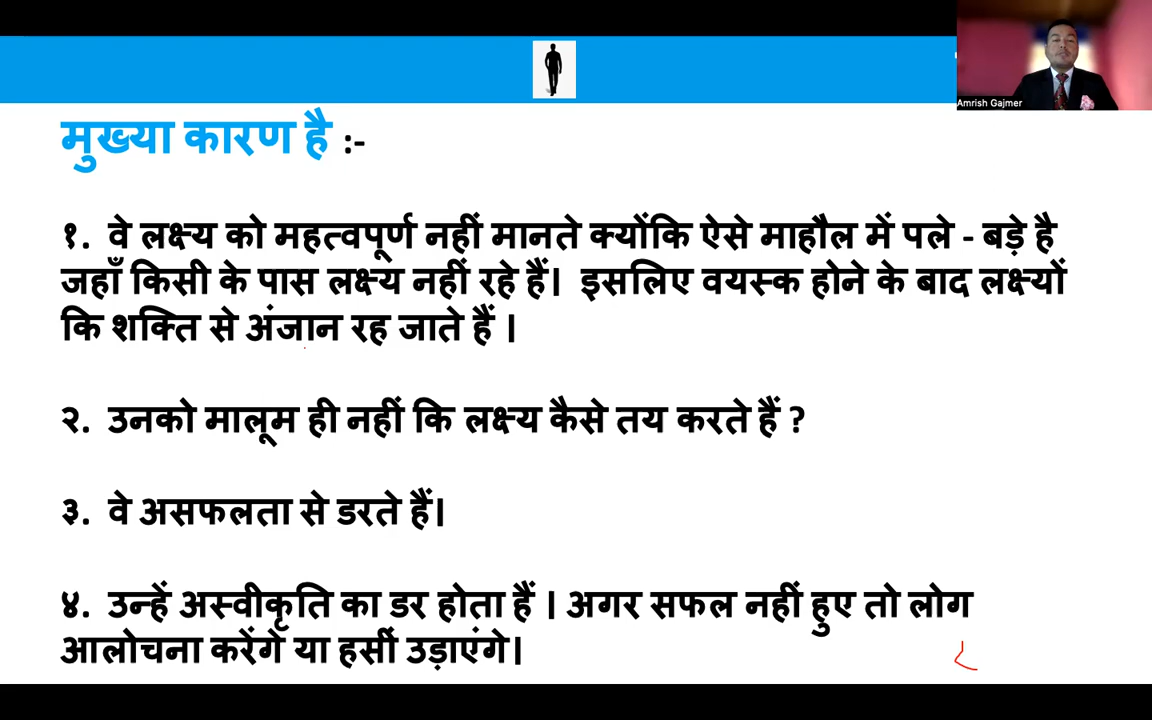 Amrish Gajmer
मुख्या कारण है :-
१. वे लक्ष्य को महत्वपूर्ण नहीं मानते क्योंकि ऐसे माहौल में पले - बड़े है
जहाँ किसी के पास लक्ष्य नहीं रहे हैं। इसलिए वयस्क होने के बाद लक्ष्यों
कि शक्ति से अंजान रह जाते हैं ।
२. उनको मालूम ही नहीं कि लक्ष्य कैसे तय करते हैं ?
३. वे असफलता से डरते हैं।
४. उन्हें अस्वीकृति का डर होता हैं । अगर सफल नहीं हुए तो लोग
आलोचना करेंगे या हसीं उड़ाएंगे।